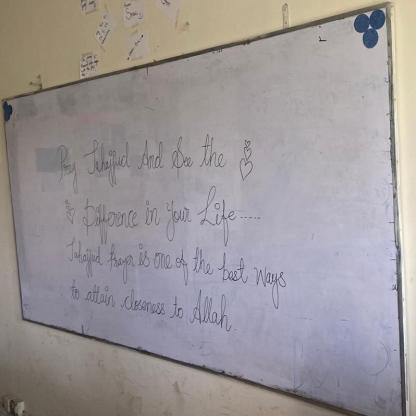 Pray Tahajjud And See the
Difference in Your Life-----
Tahajjud Prayer is one of the best ways
to attain closeness to Allah.